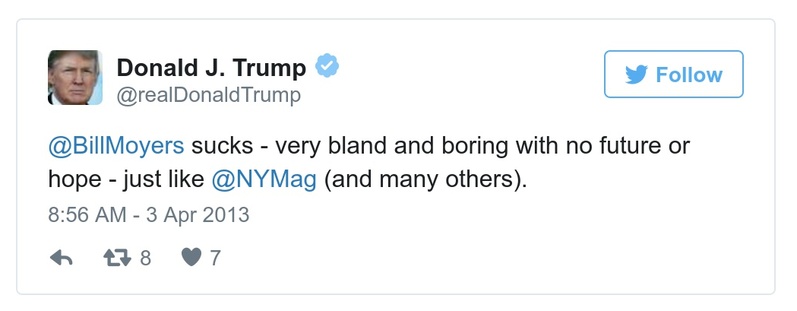 Donald J. Trump
@realDonaldTrump
Follow
@BillMoyers sucks - very bland and boring with no future or
hope - just like @NYMag (and many others).
8:56 AM - 3 Apr 2013
8 7